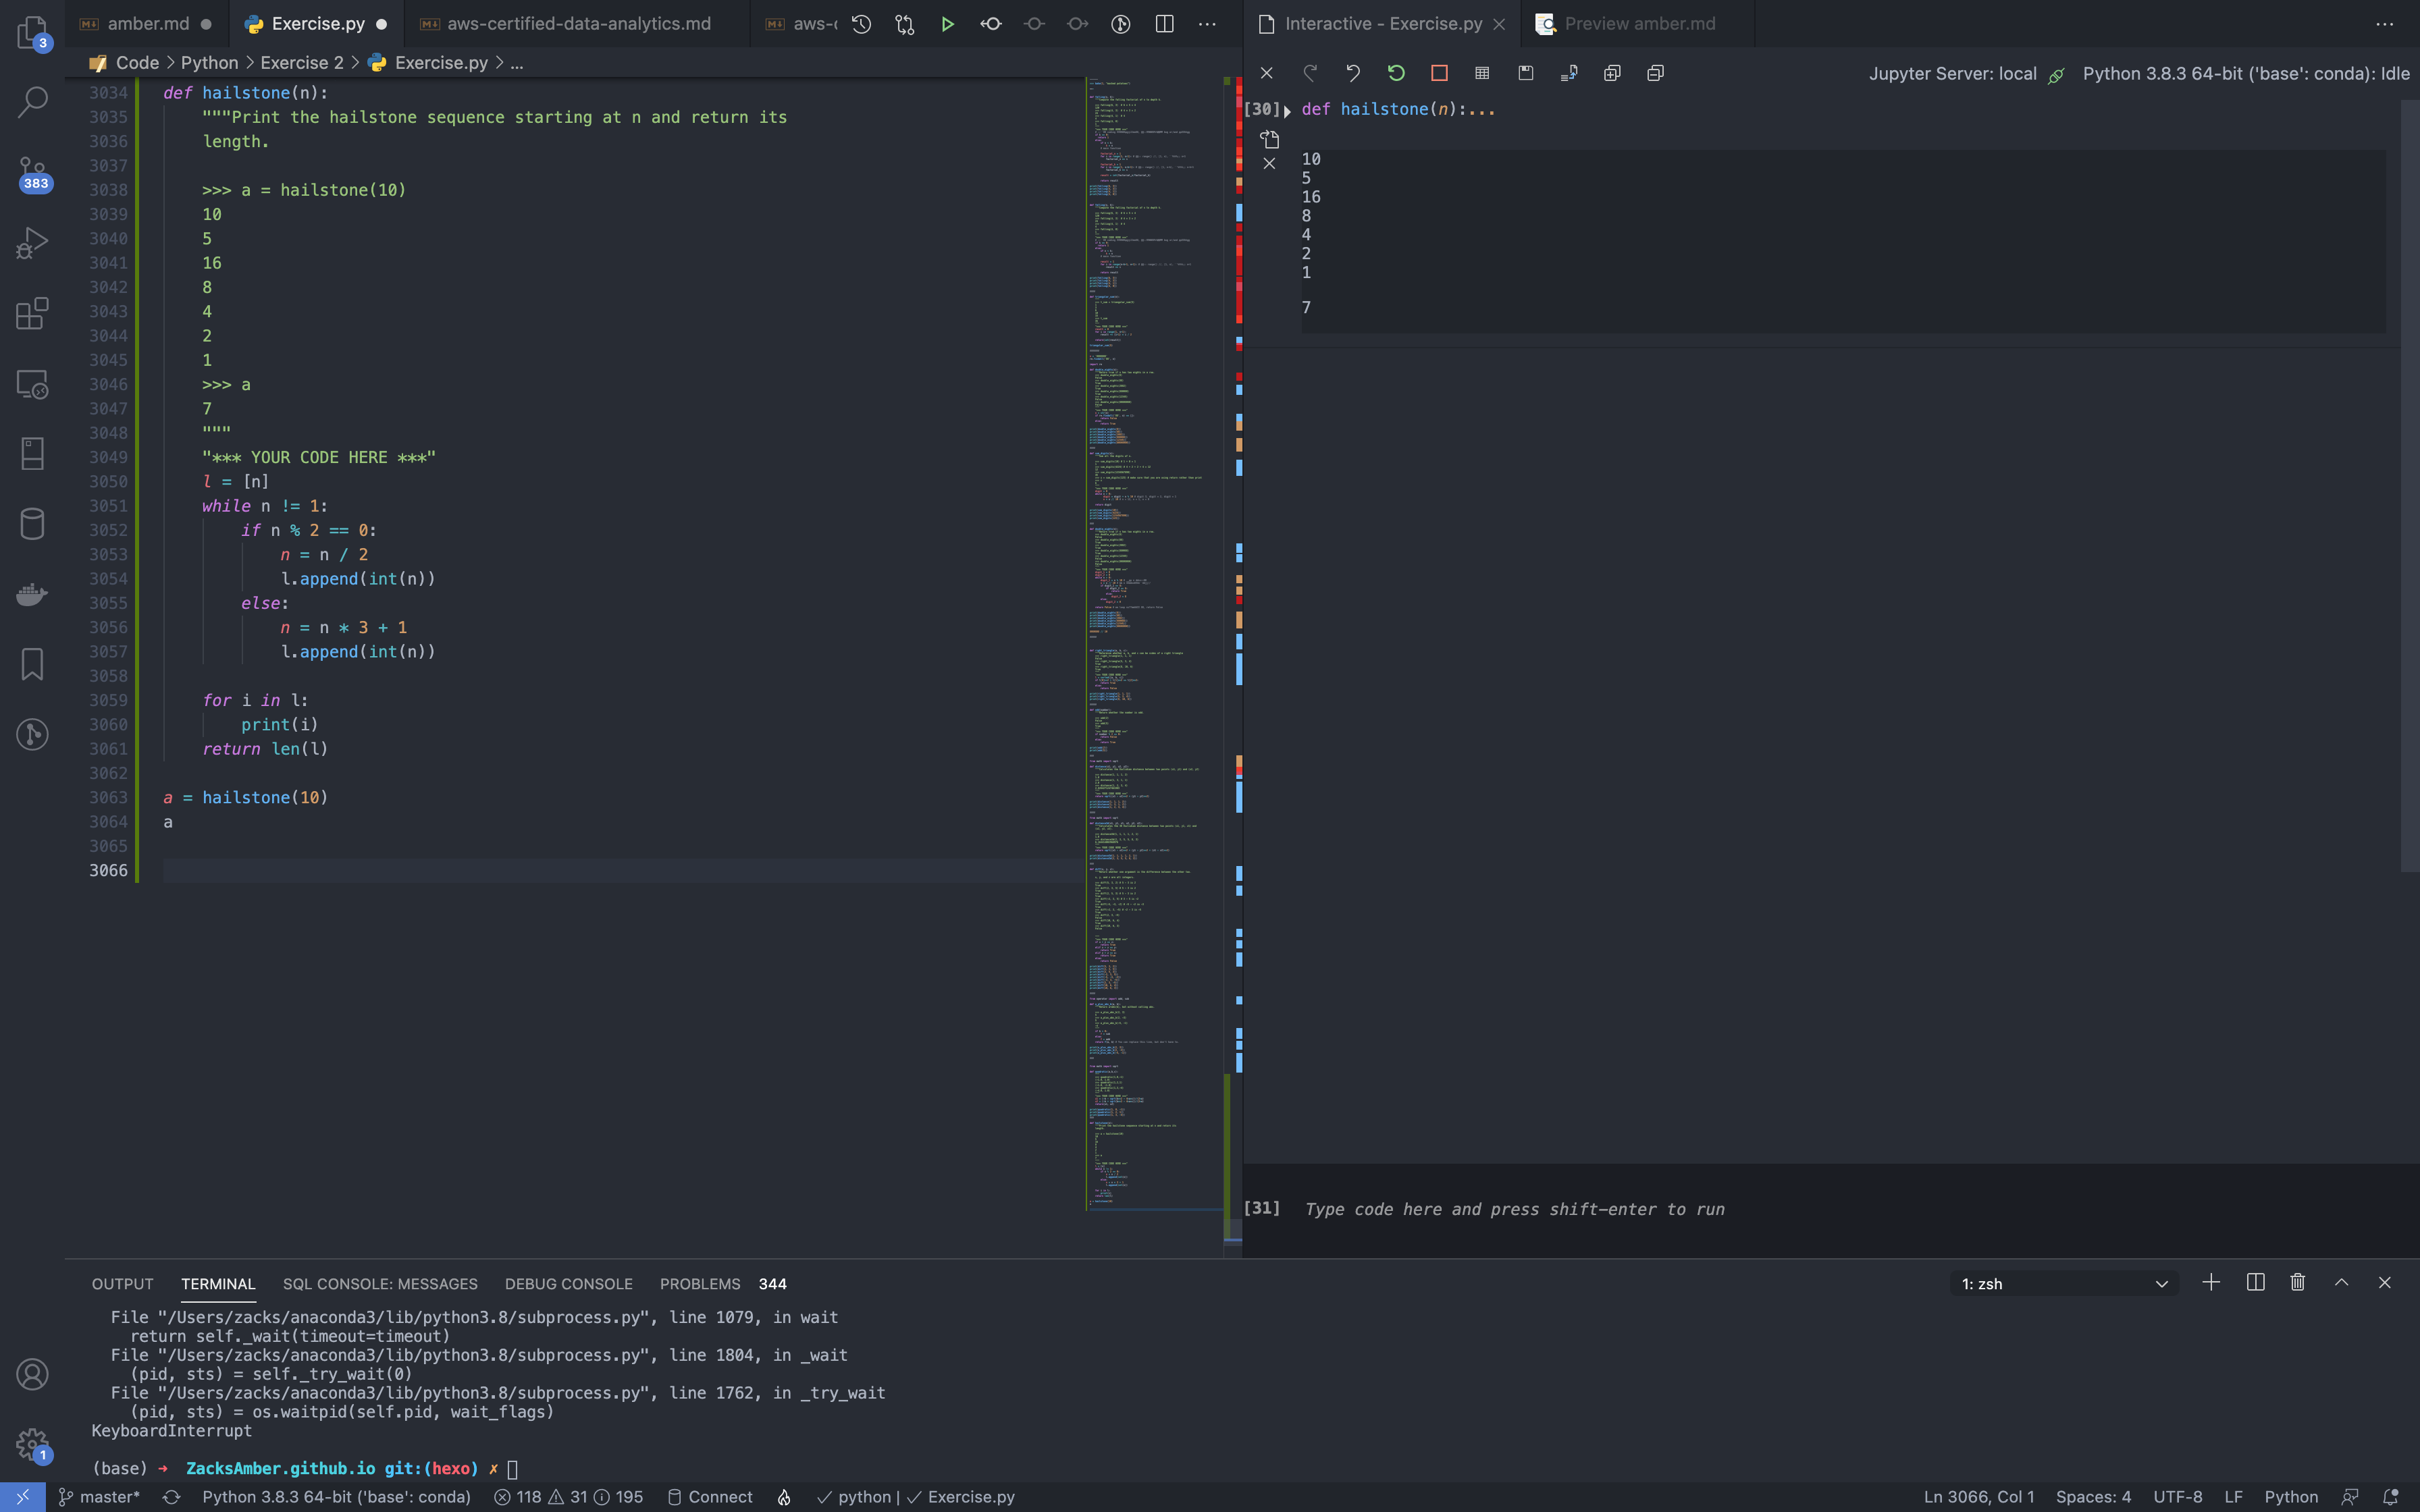 3
amber.md
Exercise.py
aws-certified-data-analytics.md
aws-c
Code > Python > Exercise 2 > Exercise.py > ...
3034 def hailstone(n):
3035 """Print the hailstone sequence starting at n and return its
3036 length.
3037
3038 >>> a = hailstone(10)
3039 10
3040 5
3041 16
3042 8
3043 4
3044 2
3045 1
3046 >>> a
3047 7
3048 """
3049 "*** YOUR CODE HERE ***"
3050 l = [n]
3051 while n != 1:
3052 if n % 2 == 0:
3053 n = n / 2
3054 l.append(int(n))
3055 else:
3056 n = n * 3 + 1
3057 l.append(int(n))
3058
3059 for i in l:
3060 print(i)
3061 return len(l)
3062
3063 a = hailstone(10)
3064 a
3065
3066
383
Interactive - Exercise.py
Preview amber.md
Jupyter Server: local
Python 3.8.3 64-bit ('base': conda): Idle
[30] def hailstone(n):...
10
5
16
8
4
2
1
7
[31] Type code here and press shift-enter to run
OUTPUT TERMINAL SQL CONSOLE: MESSAGES DEBUG CONSOLE PROBLEMS 344
1: zsh
File "/Users/zacks/anaconda3/lib/python3.8/subprocess.py", line 1079, in wait
return self._wait(timeout=timeout)
File "/Users/zacks/anaconda3/lib/python3.8/subprocess.py", line 1804, in _wait
(pid, sts) = self._try_wait(0)
File "/Users/zacks/anaconda3/lib/python3.8/subprocess.py", line 1762, in _try_wait
(pid, sts) = os.waitpid(self.pid, wait_flags)
KeyboardInterrupt
(base) → ZacksAmber.github.io git:(hexo) ✗
1
master* Python 3.8.3 64-bit ('base': conda) 118 31 195 Connect python | Exercise.py
Ln 3066, Col 1 Spaces: 4 UTF-8 LF Python